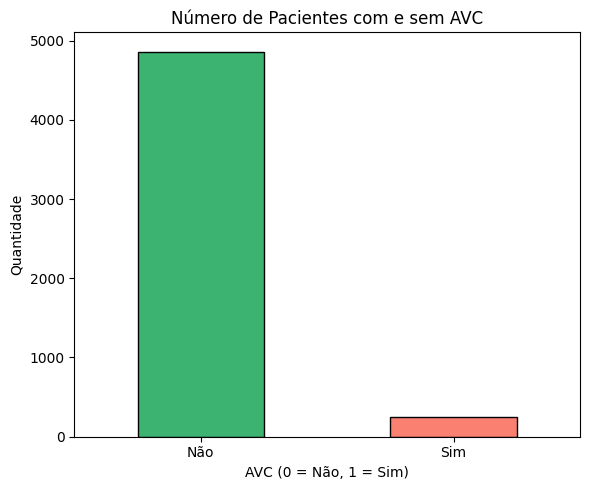 Número de Pacientes com e sem AVC
Quantidade
5000
4000
3000
2000
1000
0
Não Sim
AVC (0 = Não, 1 = Sim)